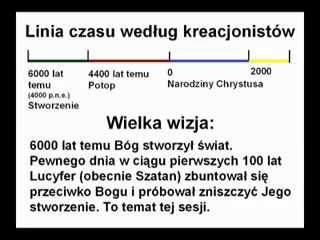 Linia czasu według kreacjonistów
6000 lat temu (4000 p.n.e.) Stworzenie
4400 lat temu Potop
0 Narodziny Chrystusa
2000
Wielka wizja:
6000 lat temu Bóg stworzył świat.
Pewnego dnia w ciągu pierwszych 100 lat
Lucyfer (obecnie Szatan) zbuntował się
przeciwko Bogu i próbował zniszczyć Jego
stworzenie. To temat tej sesji.